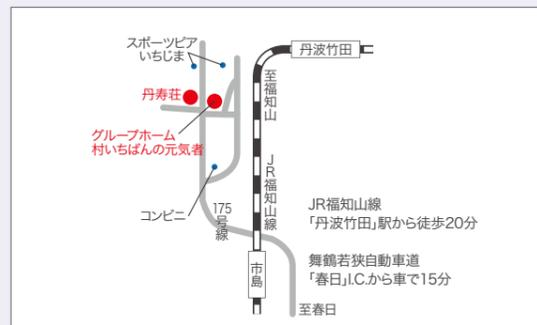 スポーツピア
いちじま
丹波竹田
至福知山
丹寿荘
グループホーム
村いちばんの元気者
JR福知山線
コンビニ
175号線
JR福知山線
「丹波竹田」駅から徒歩20分
舞鶴若狭自動車道
「春日」I.C.から車で15分
市島
至春日